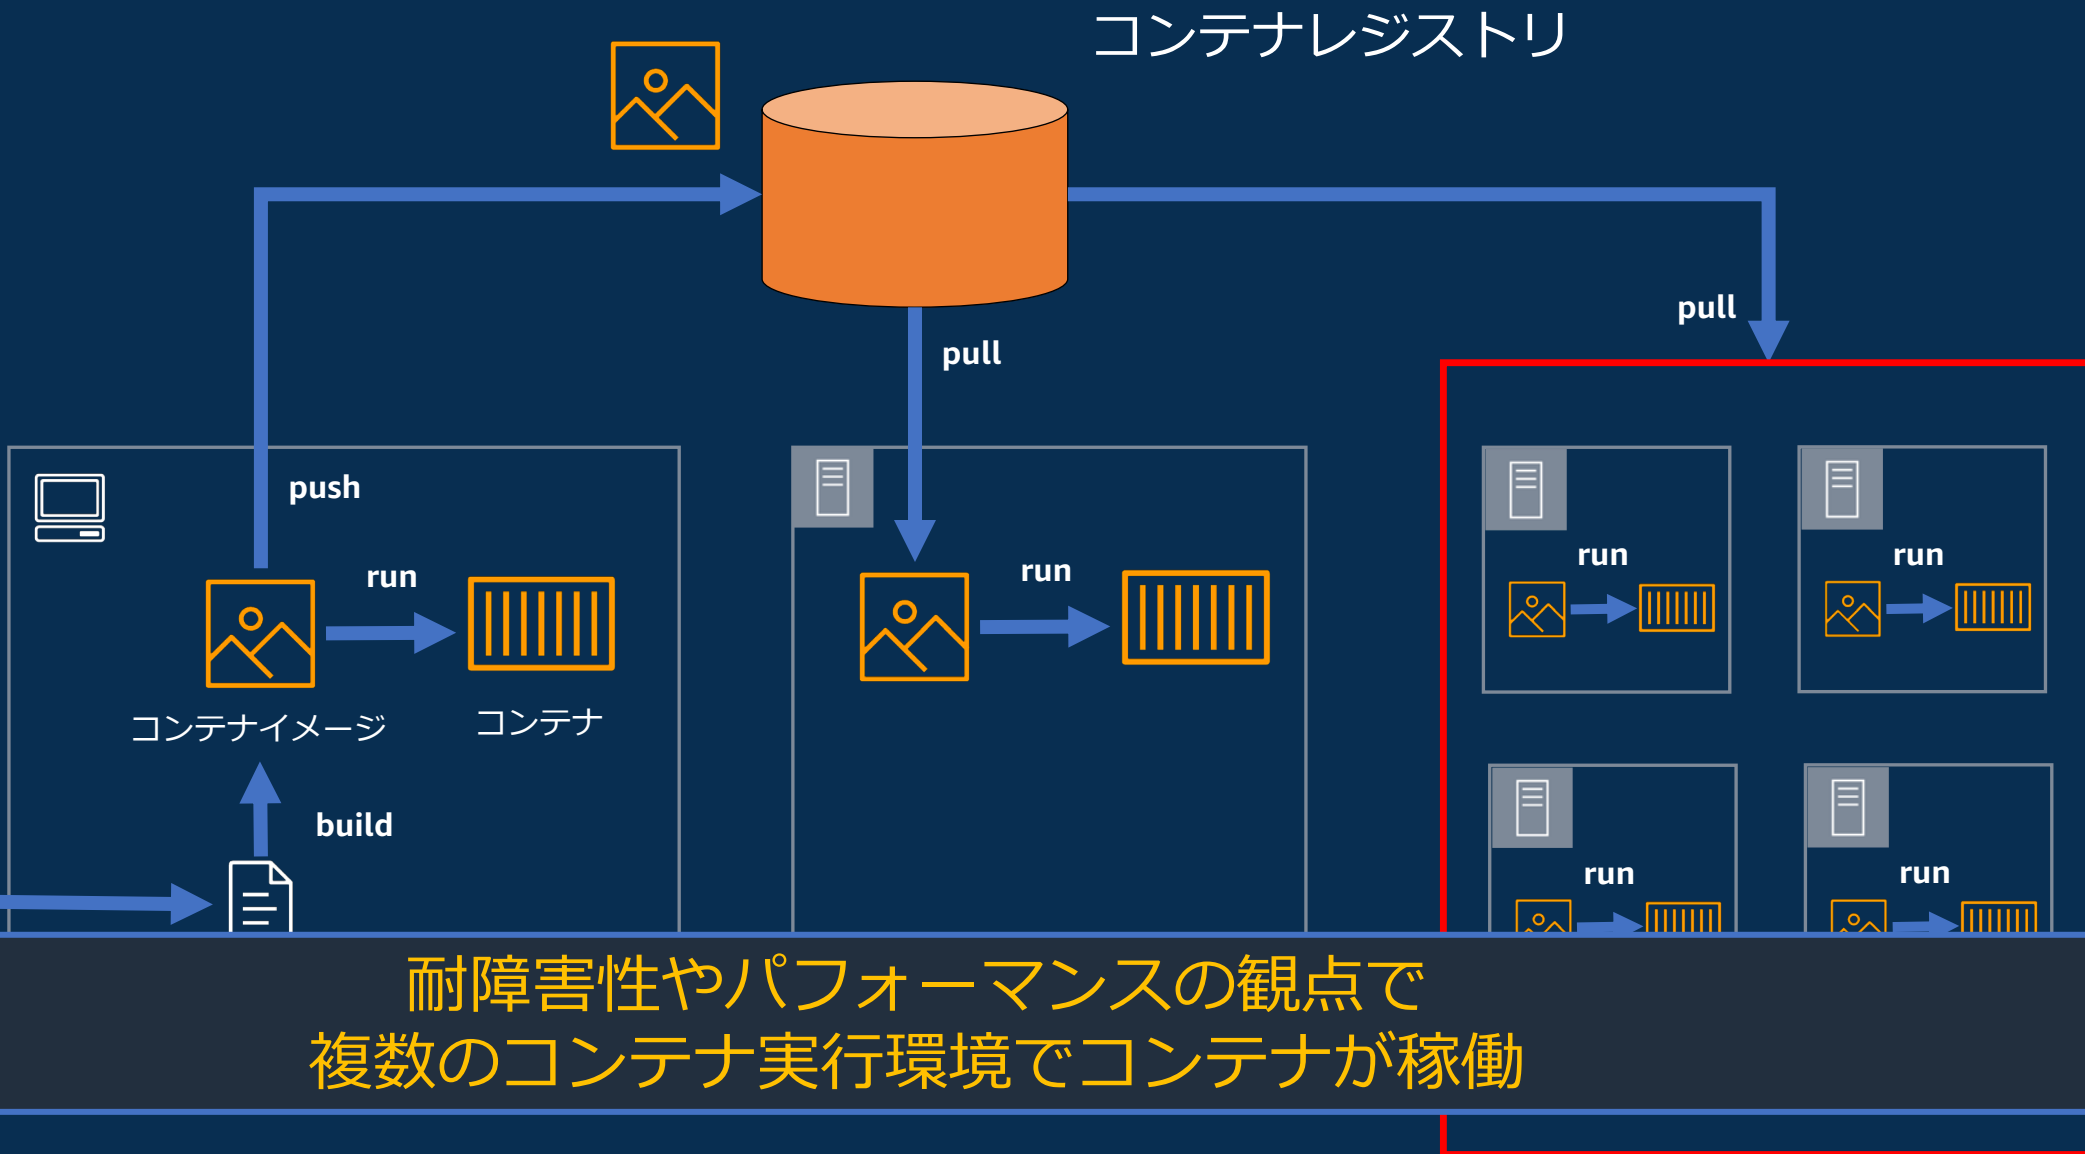 コンテナレジストリ
pull
pull
push
run
run
run
run
コンテナイメージ
コンテナ
build
run
run
耐障害性やパフォーマンスの観点で
複数のコンテナ実行環境でコンテナが稼働